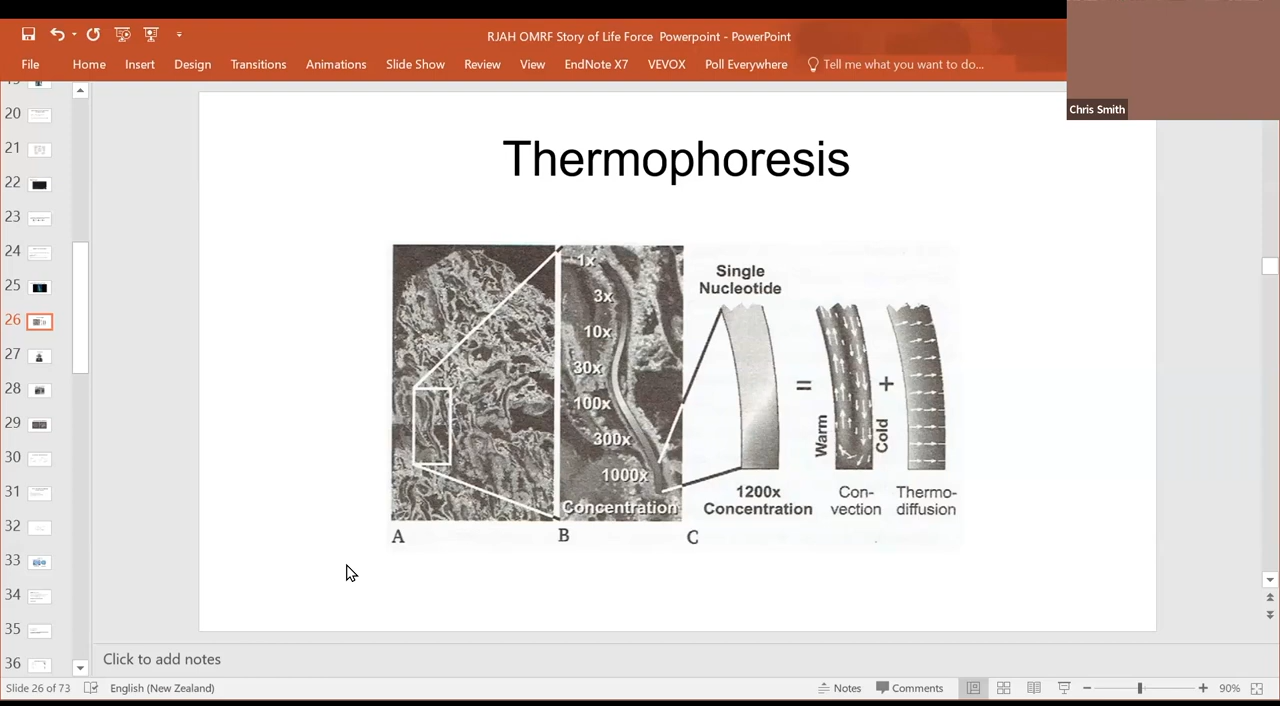 RJAH OMRF Story of Life Force Powerpoint - PowerPoint
File Home Insert Design Transitions Animations Slide Show Review View EndNote X7 VEVOX Poll Everywhere Tell me what you want to do...
Chris Smith
20
21
22
23
24
25
26
27
28
29
30
31
32
33
34
35
36
Thermophoresis
1x
3x
10x
30x
100x
300x
1000x
Concentration
Single
Nucleotide
1200x
Concentration
=
Warm
Cold
+
Con-
vection
Thermo-
diffusion
A
B
C
Click to add notes
Slide 26 of 73 English (New Zealand) Notes Comments 90%